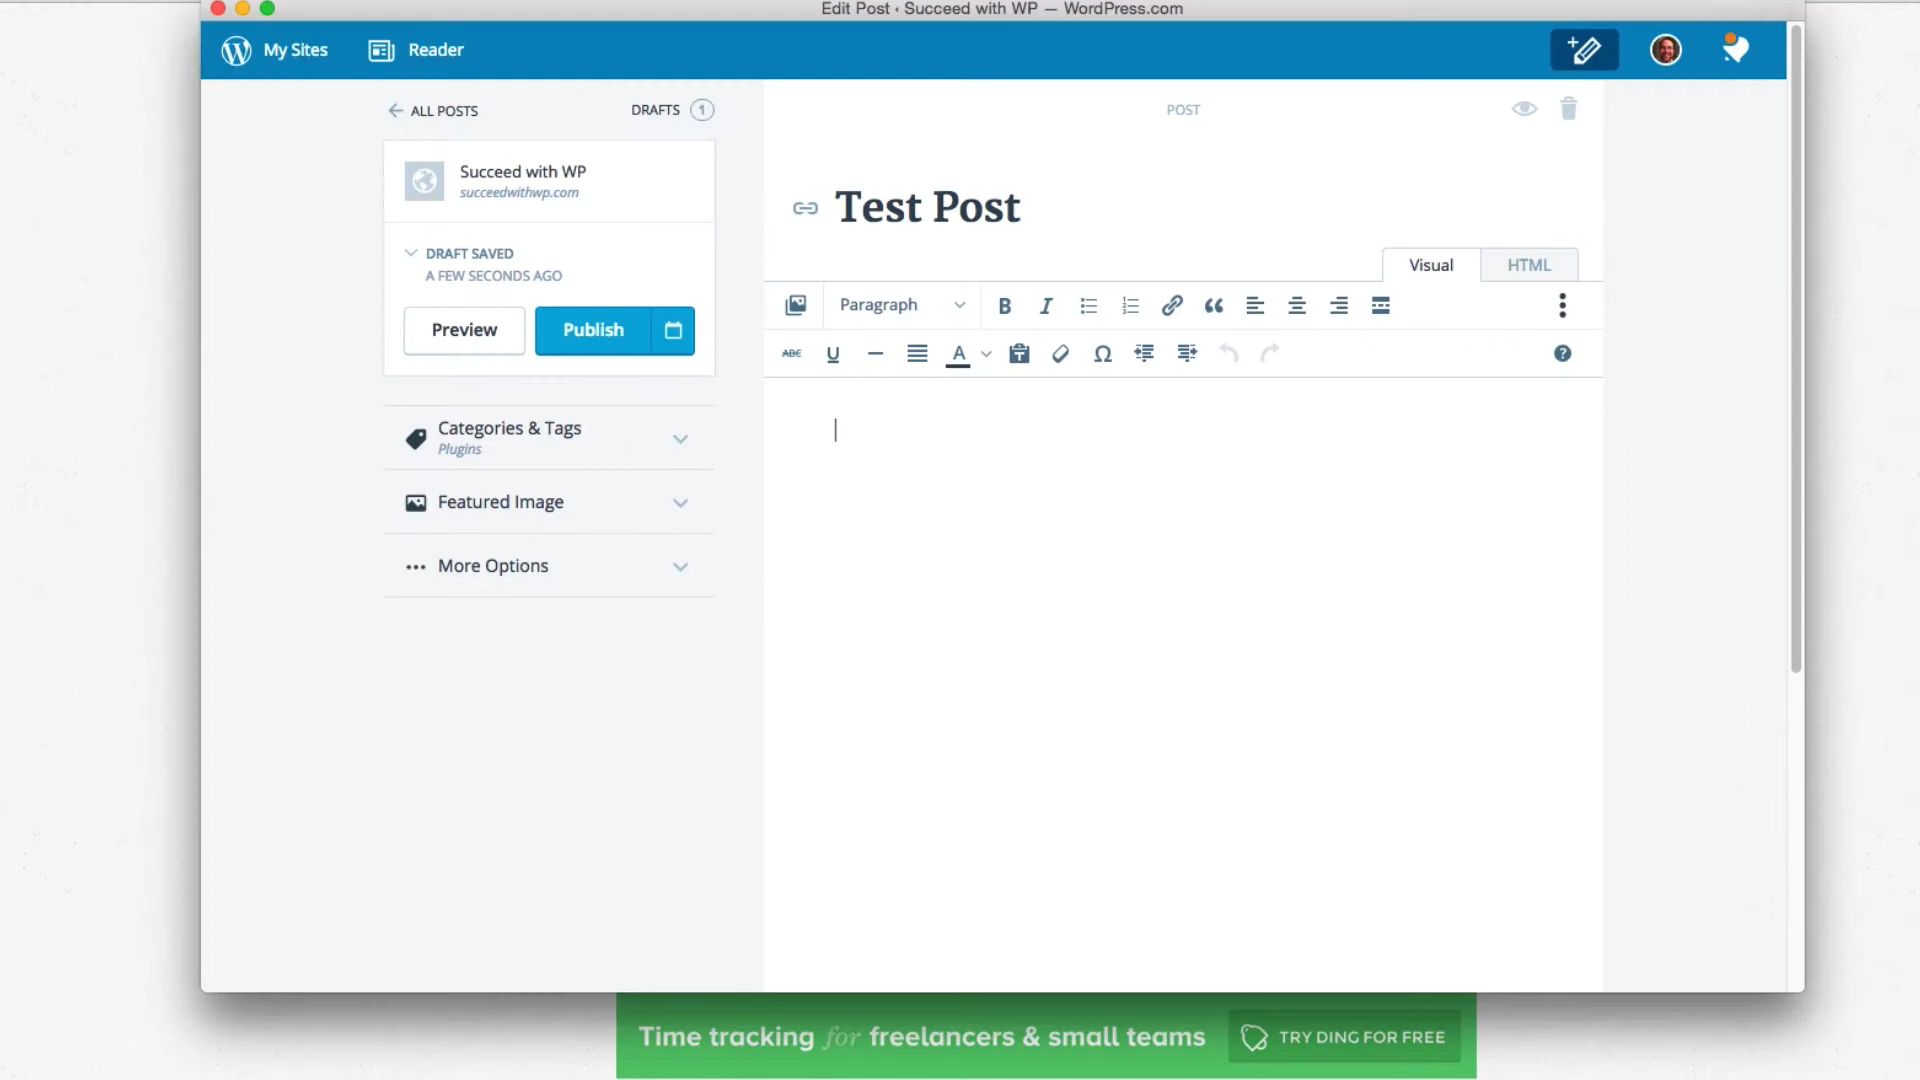 Edit Post ‹ Succeed with WP — WordPress.com
My Sites
Reader
ALL POSTS
DRAFTS 1
POST
Succeed with WP
succeedwithwp.com
Test Post
DRAFT SAVED
A FEW SECONDS AGO
Visual
HTML
Paragraph
B
I
Preview
Publish
ABC
U
A
T
Ω
?
Categories & Tags
Plugins
Featured Image
More Options
Time tracking for freelancers & small teams
TRY DING FOR FREE